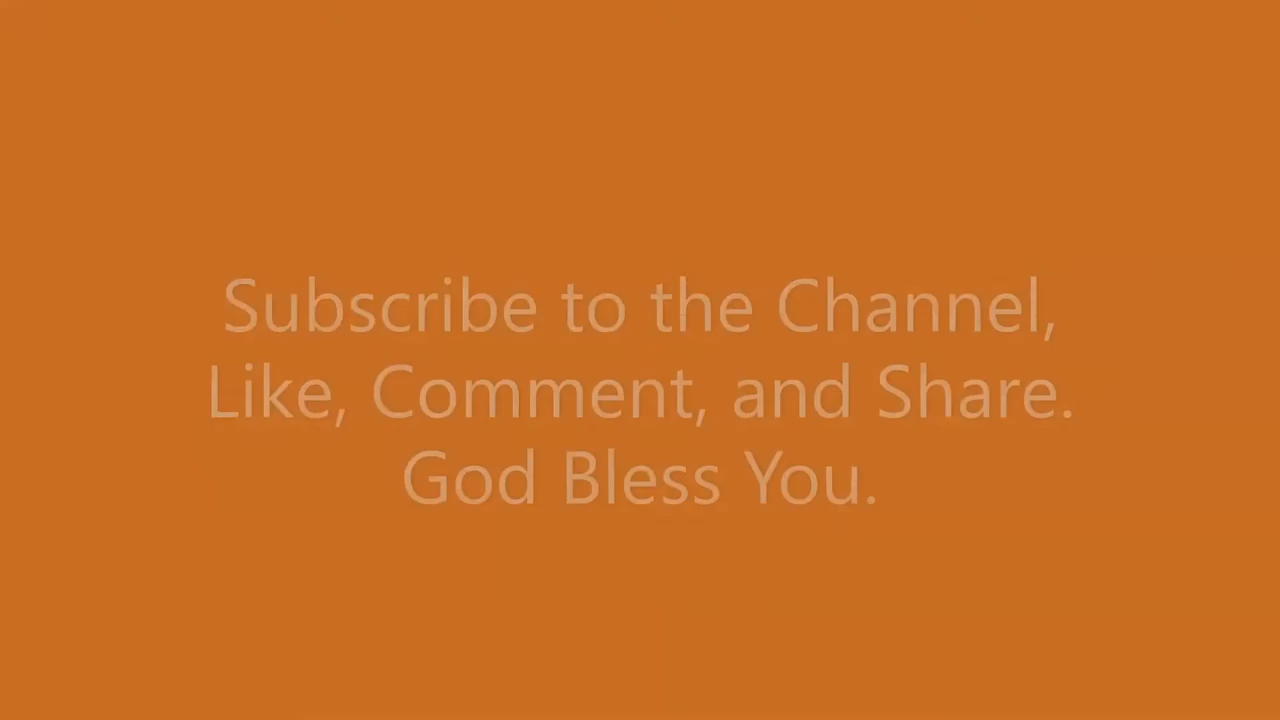 Subscribe to the Channel,
Like, Comment, and Share.
God Bless You.